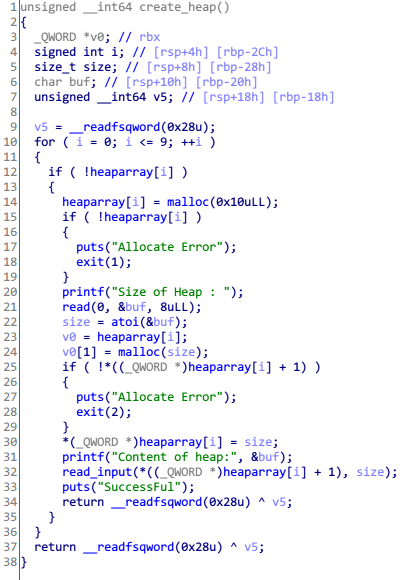 1 unsigned __int64 create_heap()
2 {
3 _QWORD *v0; // rbx
4 signed int i; // [rsp+4h] [rbp-2Ch]
5 size_t size; // [rsp+8h] [rbp-28h]
6 char buf; // [rsp+10h] [rbp-20h]
7 unsigned __int64 v5; // [rsp+18h] [rbp-18h]
8
9 v5 = __readfsqword(0x28u);
10 for ( i = 0; i <= 9; ++i )
11 {
12 if ( !heaparray[i] )
13 {
14 heaparray[i] = malloc(0x10uLL);
15 if ( !heaparray[i] )
16 {
17 puts("Allocate Error");
18 exit(1);
19 }
20 printf("Size of Heap : ");
21 read(0, &buf, 8uLL);
22 size = atoi(&buf);
23 v0 = heaparray[i];
24 v0[1] = malloc(size);
25 if ( !*((_QWORD *)heaparray[i] + 1) )
26 {
27 puts("Allocate Error");
28 exit(2);
29 }
30 *(_QWORD *)heaparray[i] = size;
31 printf("Content of heap:", &buf);
32 read_input(*((_QWORD *)heaparray[i] + 1), size);
33 puts("SuccessFul");
34 return __readfsqword(0x28u) ^ v5;
35 }
36 }
37 return __readfsqword(0x28u) ^ v5;
38 }